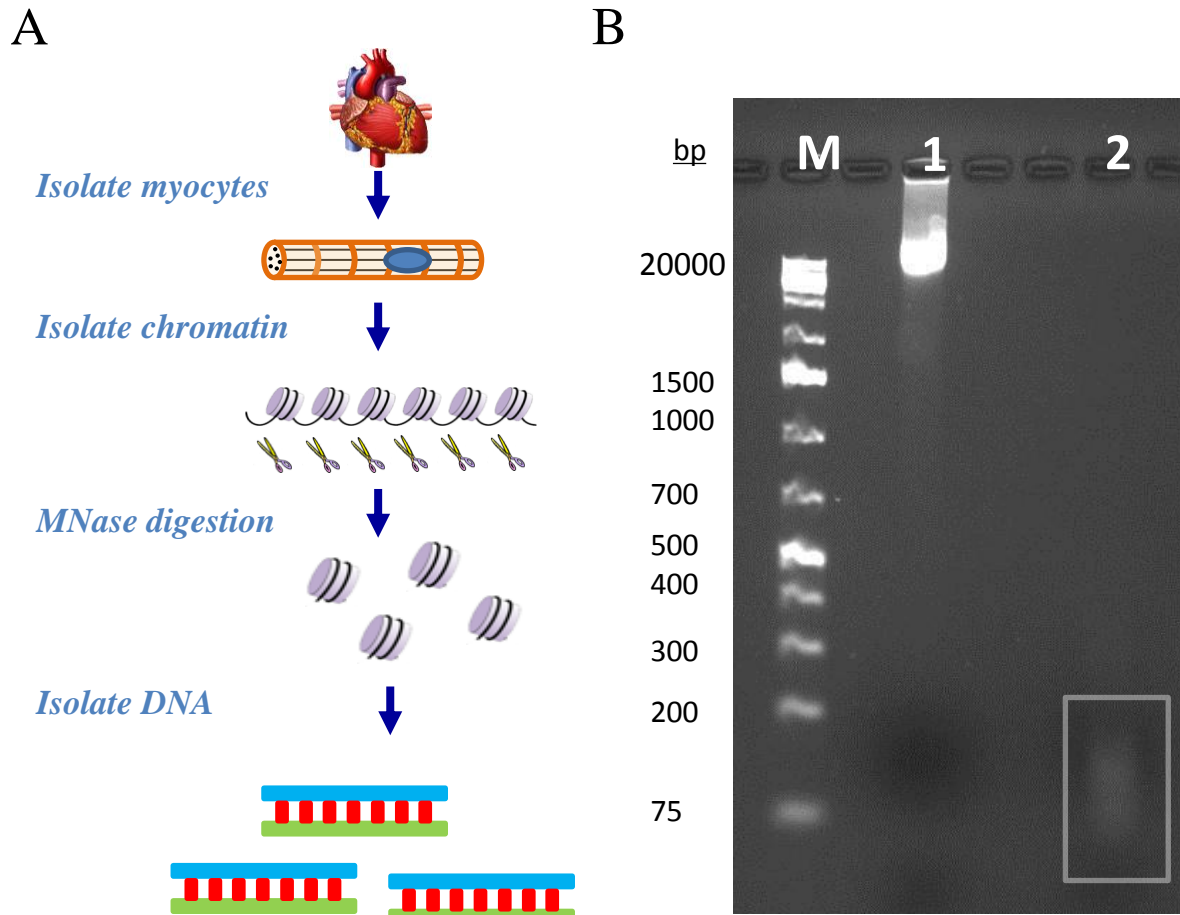 A
Isolate myocytes
Isolate chromatin
MNase digestion
Isolate DNA
B
bp
M 1 2
20000
1500
1000
700
500
400
300
200
75